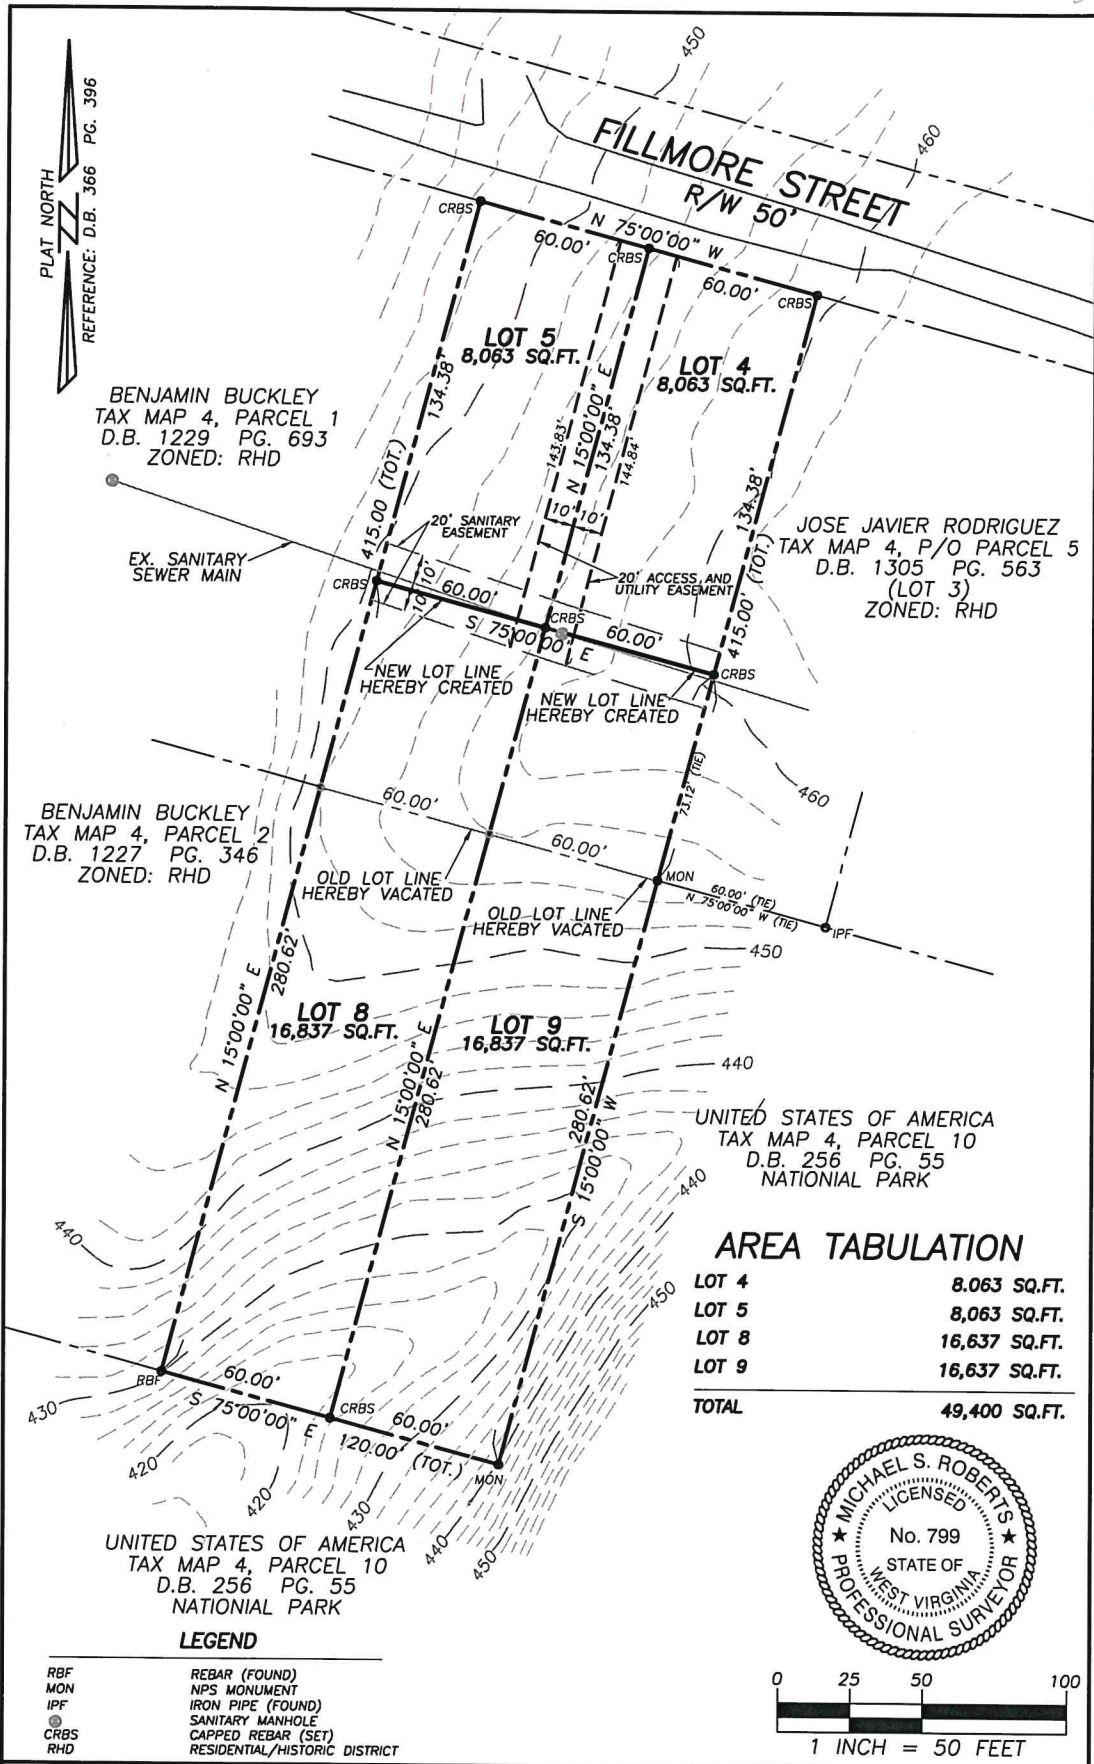 PLAT NORTH
REFERENCE: D.B. 366 PG. 396
450
460
FILLMORE STREET
R/W 50'
CRBS
N 75°00'00" W
60.00'
CRBS
60.00'
CRBS
LOT 5
8,063 SQ.FT.
LOT 4
8,063 SQ.FT.
134.38'
415.00 (TOT.)
143.83'
N 15°00'00" E
134.38'
144.84'
134.38'
415.00' (TOT.)
BENJAMIN BUCKLEY
TAX MAP 4, PARCEL 1
D.B. 1229 PG. 693
ZONED: RHD
EX. SANITARY
SEWER MAIN
20' SANITARY
EASEMENT
10' 10'
10' 10'
20' ACCESS AND
UTILITY EASEMENT
JOSE JAVIER RODRIGUEZ
TAX MAP 4, P/O PARCEL 5
D.B. 1305 PG. 563
(LOT 3)
ZONED: RHD
CRBS
60.00'
S 75°00'00" E
CRBS
60.00'
CRBS
NEW LOT LINE
HEREBY CREATED
NEW LOT LINE
HEREBY CREATED
73.12' (TIE)
460
BENJAMIN BUCKLEY
TAX MAP 4, PARCEL 2
D.B. 1227 PG. 346
ZONED: RHD
60.00'
60.00'
OLD LOT LINE
HEREBY VACATED
OLD LOT LINE
HEREBY VACATED
MON
60.00' (TIE)
N 75°00'00" W (TIE)
IPF
450
N 15°00'00" E
280.62'
LOT 8
16,837 SQ.FT.
N 15°00'00" E
280.62'
LOT 9
16,837 SQ.FT.
280.62'
S 15°00'00" W
440
UNITED STATES OF AMERICA
TAX MAP 4, PARCEL 10
D.B. 256 PG. 55
NATIONIAL PARK
440
440
450
AREA TABULATION
LOT 4 8.063 SQ.FT.
LOT 5 8,063 SQ.FT.
LOT 8 16,637 SQ.FT.
LOT 9 16,637 SQ.FT.
TOTAL 49,400 SQ.FT.
RBF
60.00'
S 75°00'00" E
CRBS
60.00'
120.00' (TOT.)
MON
430
420
420
430
440
450
UNITED STATES OF AMERICA
TAX MAP 4, PARCEL 10
D.B. 256 PG. 55
NATIONIAL PARK
MICHAEL S. ROBERTS
LICENSED
No. 799
STATE OF
WEST VIRGINIA
PROFESSIONAL SURVEYOR
LEGEND
RBF REBAR (FOUND)
MON NPS MONUMENT
IPF IRON PIPE (FOUND)
SANITARY MANHOLE
CRBS CAPPED REBAR (SET)
RHD RESIDENTIAL/HISTORIC DISTRICT
0 25 50 100
1 INCH = 50 FEET